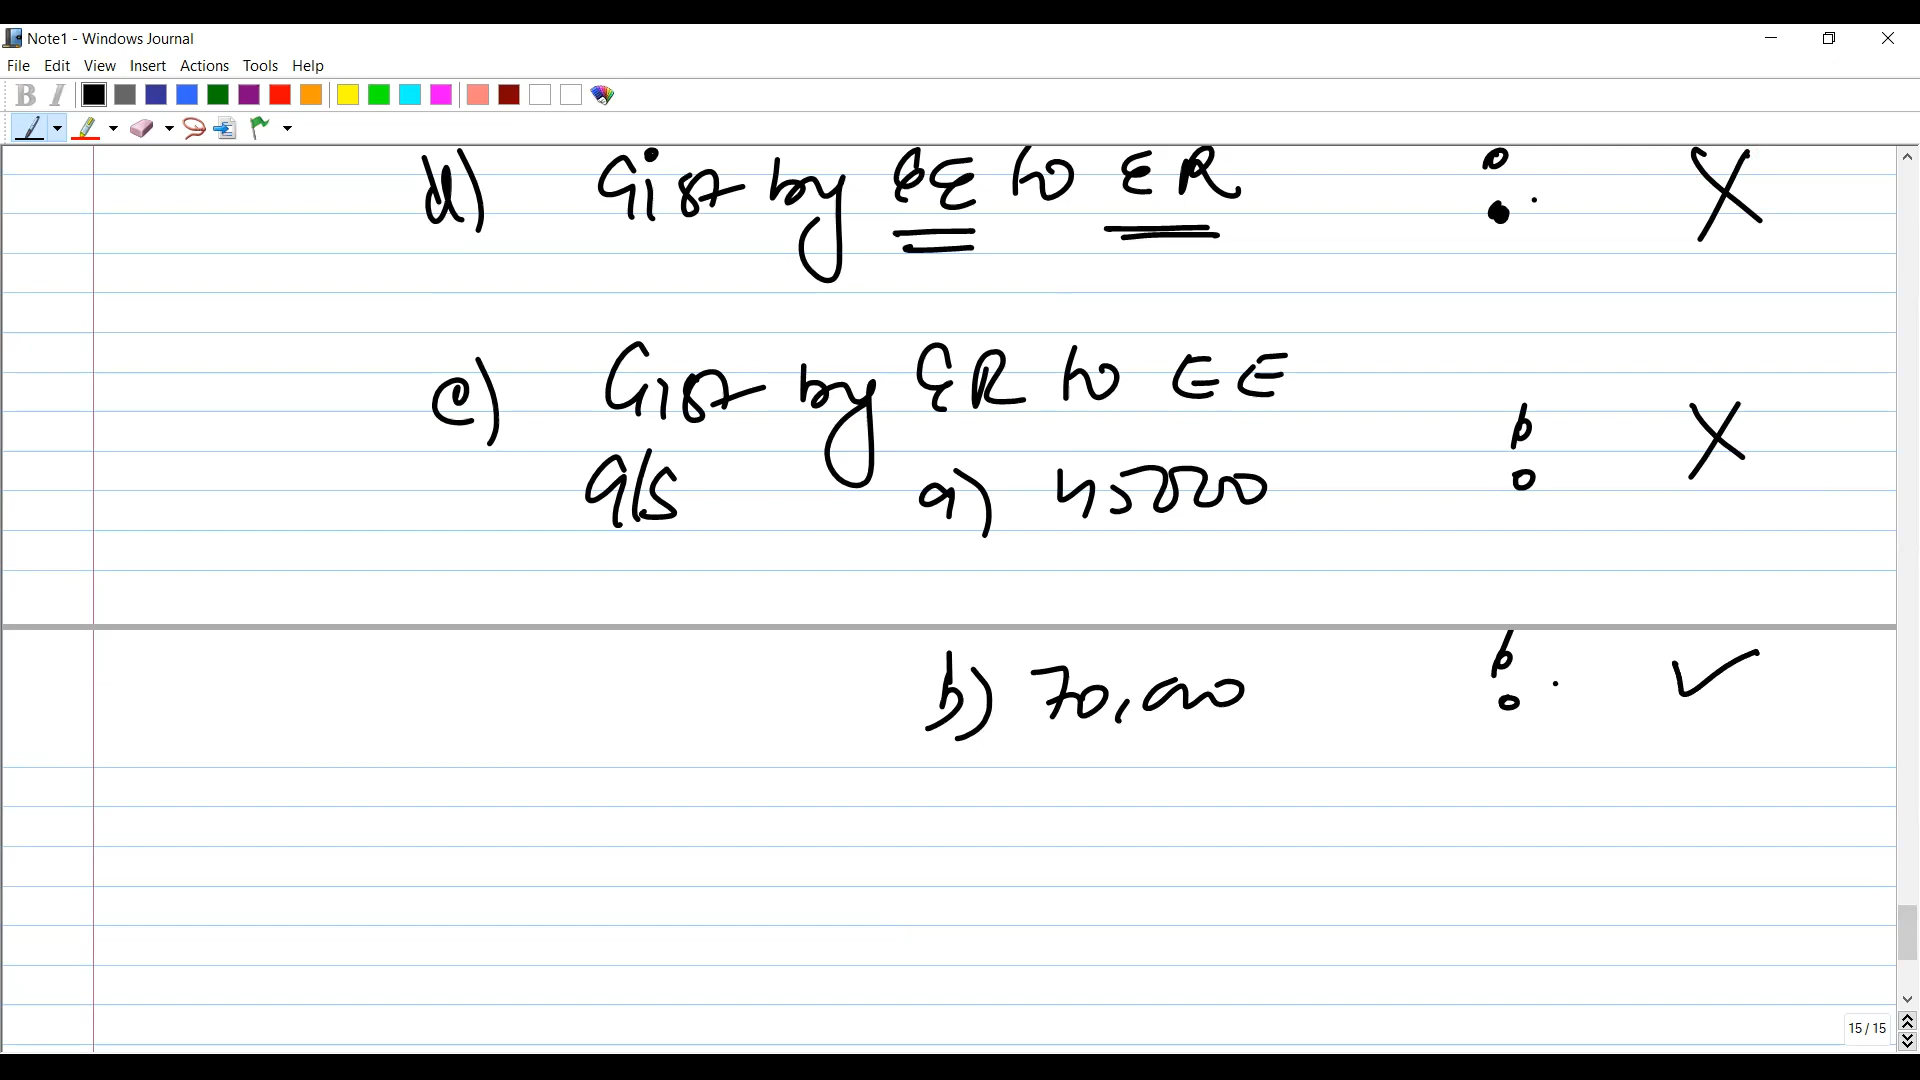 Note1 - Windows Journal
File Edit View Insert Actions Tools Help
B I
d) Gift by EE to ER : X
e) Gift by ER to EE
G/S a) 45000 : X
b) 70,000 : ✓
15 / 15